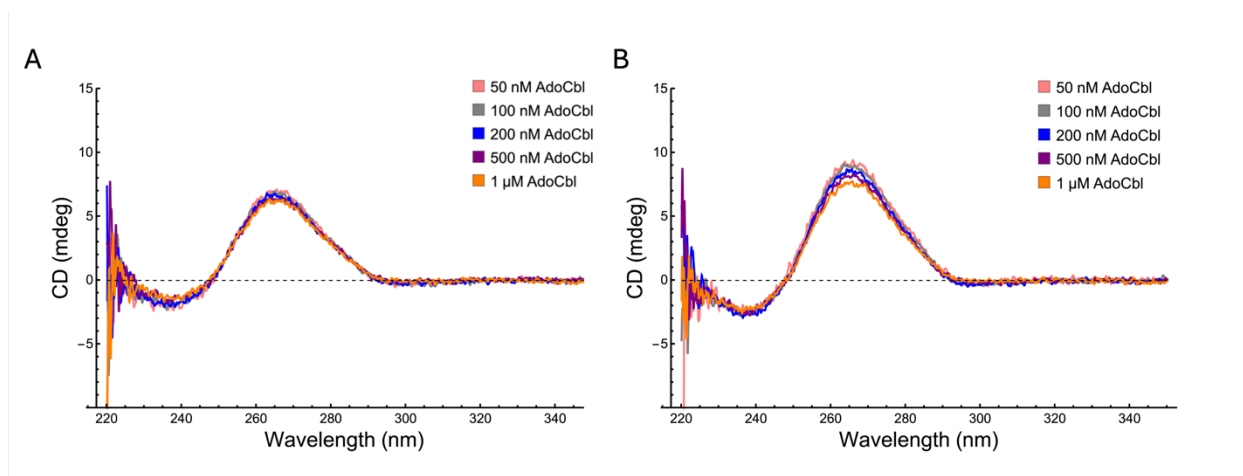 A
CD (mdeg)
15
10
5
0
−5
220
240
260
280
300
320
340
Wavelength (nm)
50 nM AdoCbl
100 nM AdoCbl
200 nM AdoCbl
500 nM AdoCbl
1 µM AdoCbl
B
CD (mdeg)
15
10
5
0
−5
220
240
260
280
300
320
340
Wavelength (nm)
50 nM AdoCbl
100 nM AdoCbl
200 nM AdoCbl
500 nM AdoCbl
1 µM AdoCbl